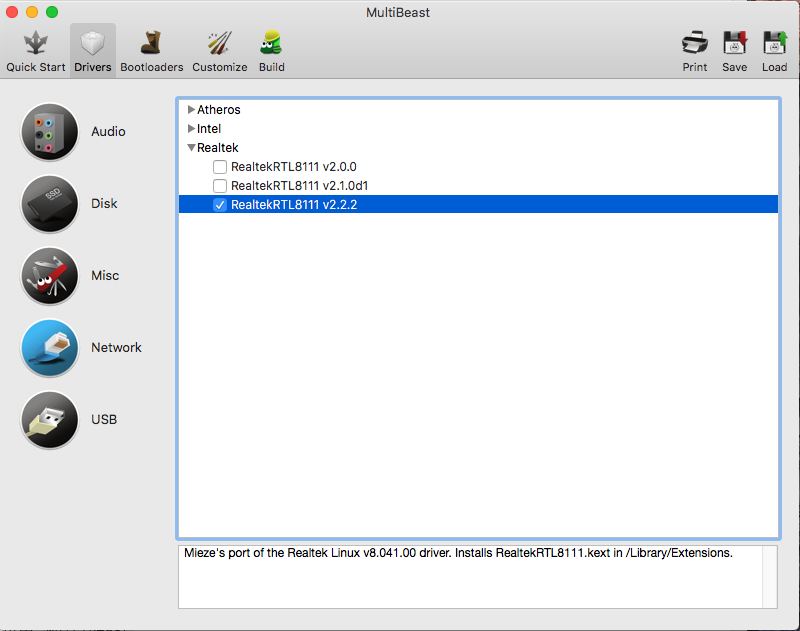 MultiBeast
Quick Start Drivers Bootloaders Customize Build Print Save Load
Audio
Disk
Misc
Network
USB
Atheros
Intel
Realtek
RealtekRTL8111 v2.0.0
RealtekRTL8111 v2.1.0d1
RealtekRTL8111 v2.2.2
Mieze's port of the Realtek Linux v8.041.00 driver. Installs RealtekRTL8111.kext in /Library/Extensions.